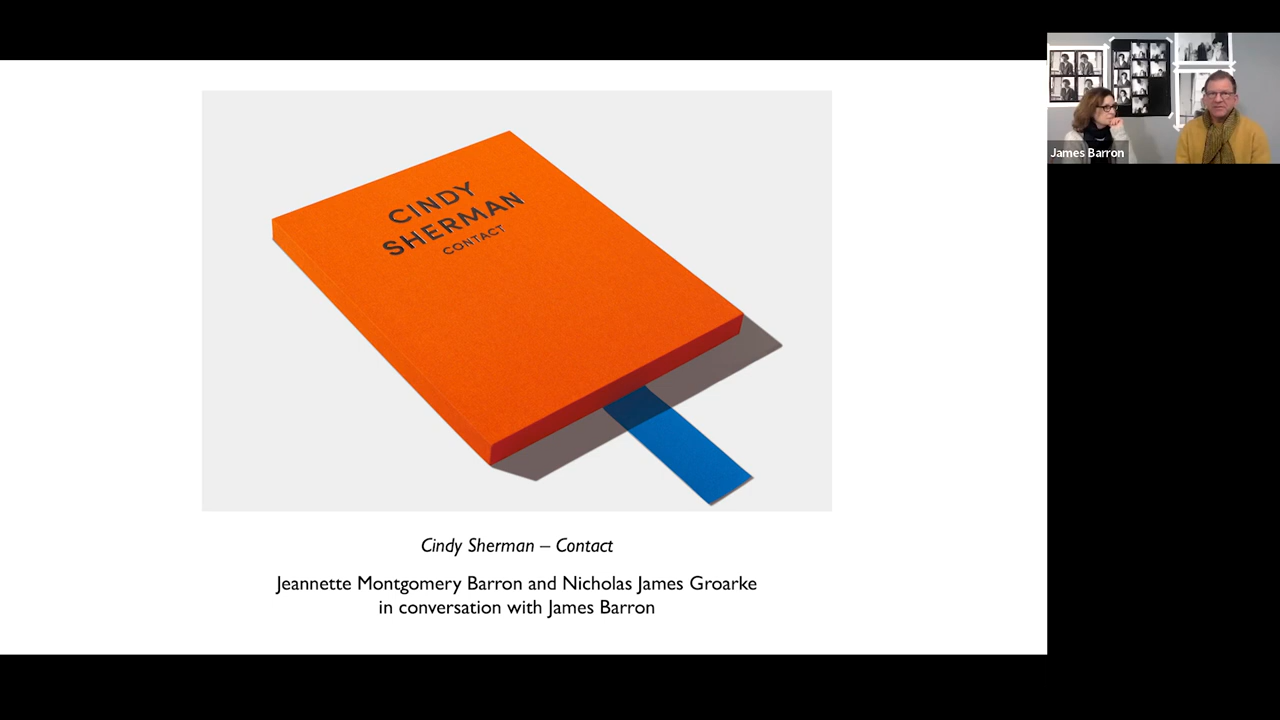 CINDY
SHERMAN
CONTACT
Cindy Sherman – Contact
Jeannette Montgomery Barron and Nicholas James Groarke
in conversation with James Barron
James Barron